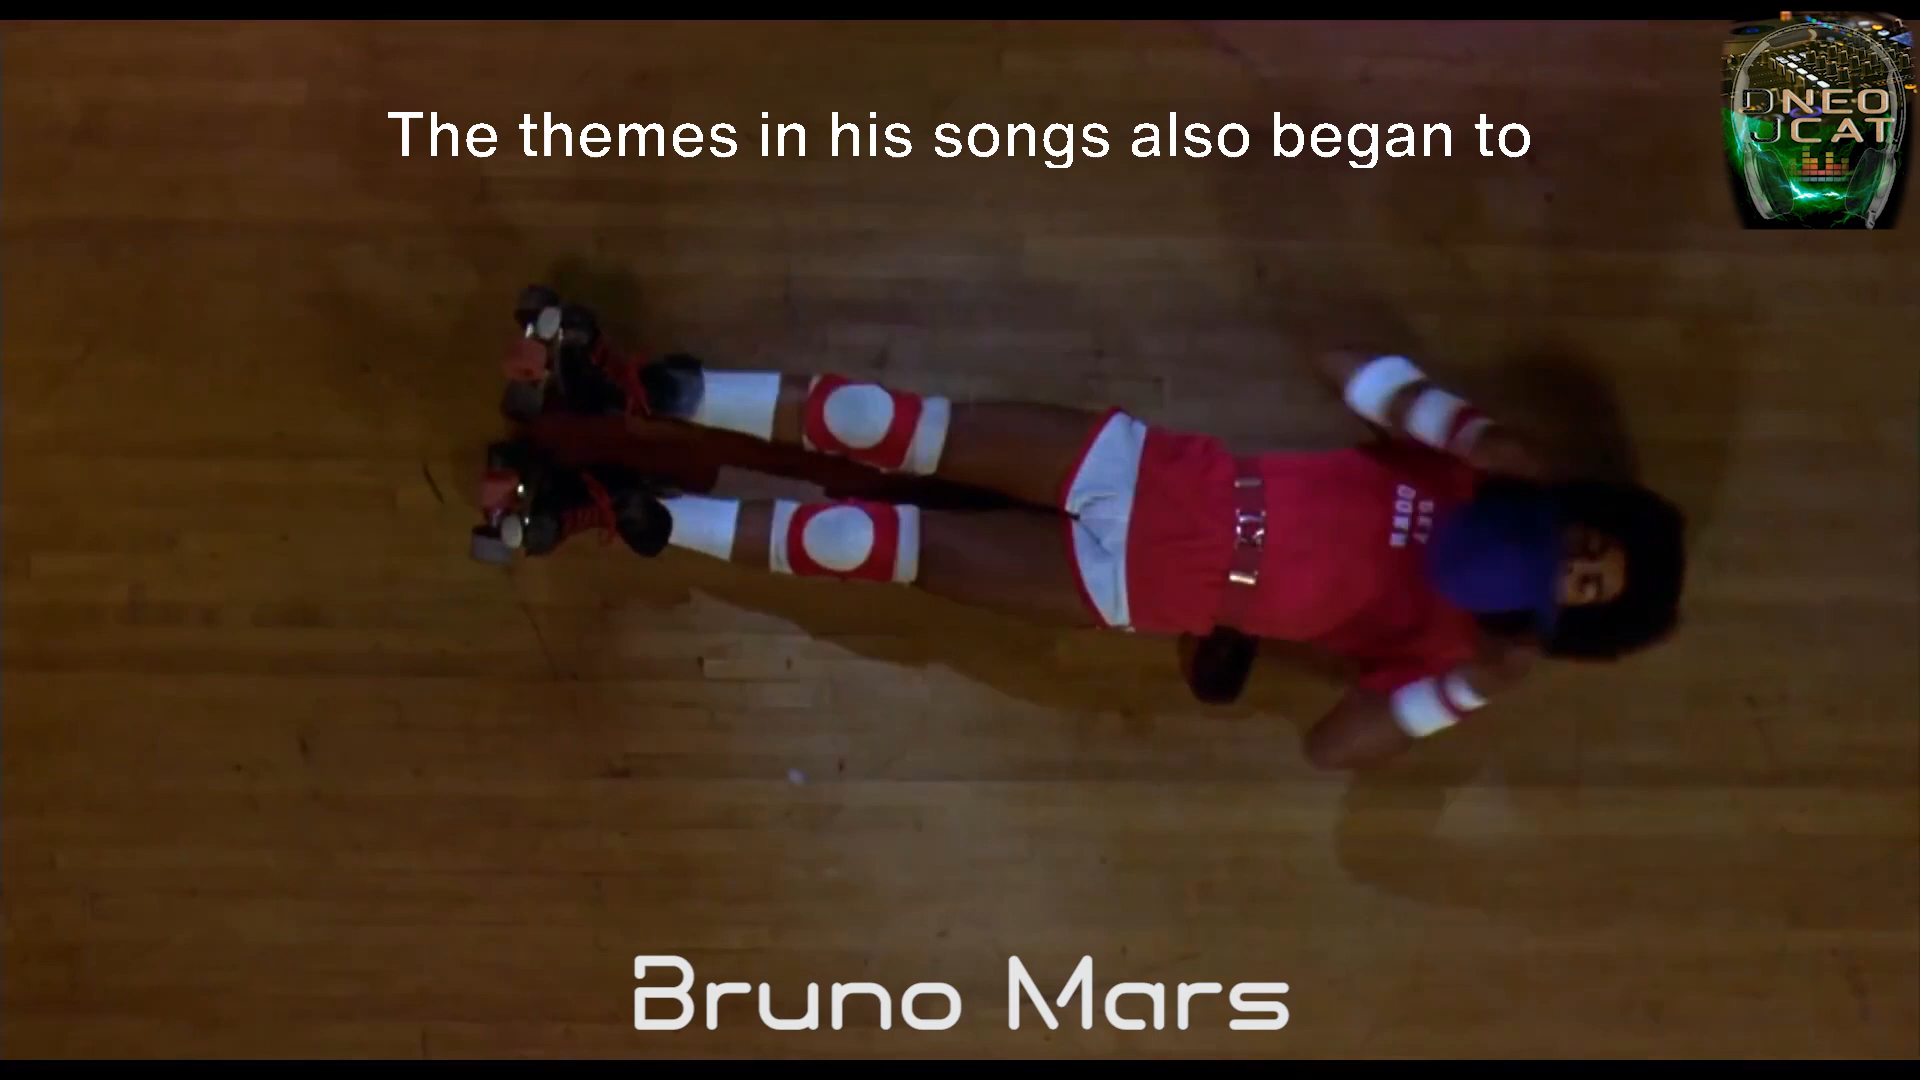 The themes in his songs also began to
DNEO
JCAT
Bruno Mars